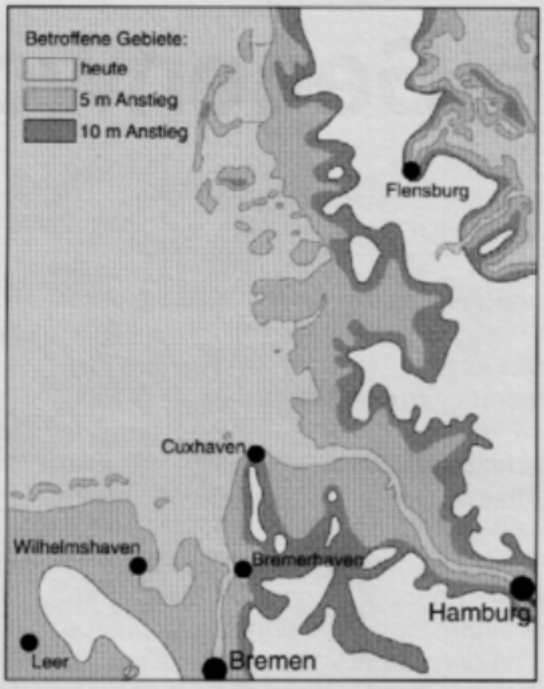 Betroffene Gebiete:
heute
5 m Anstieg
10 m Anstieg
Flensburg
Cuxhaven
Wilhelmshaven
Bremerhaven
Hamburg
Leer
Bremen